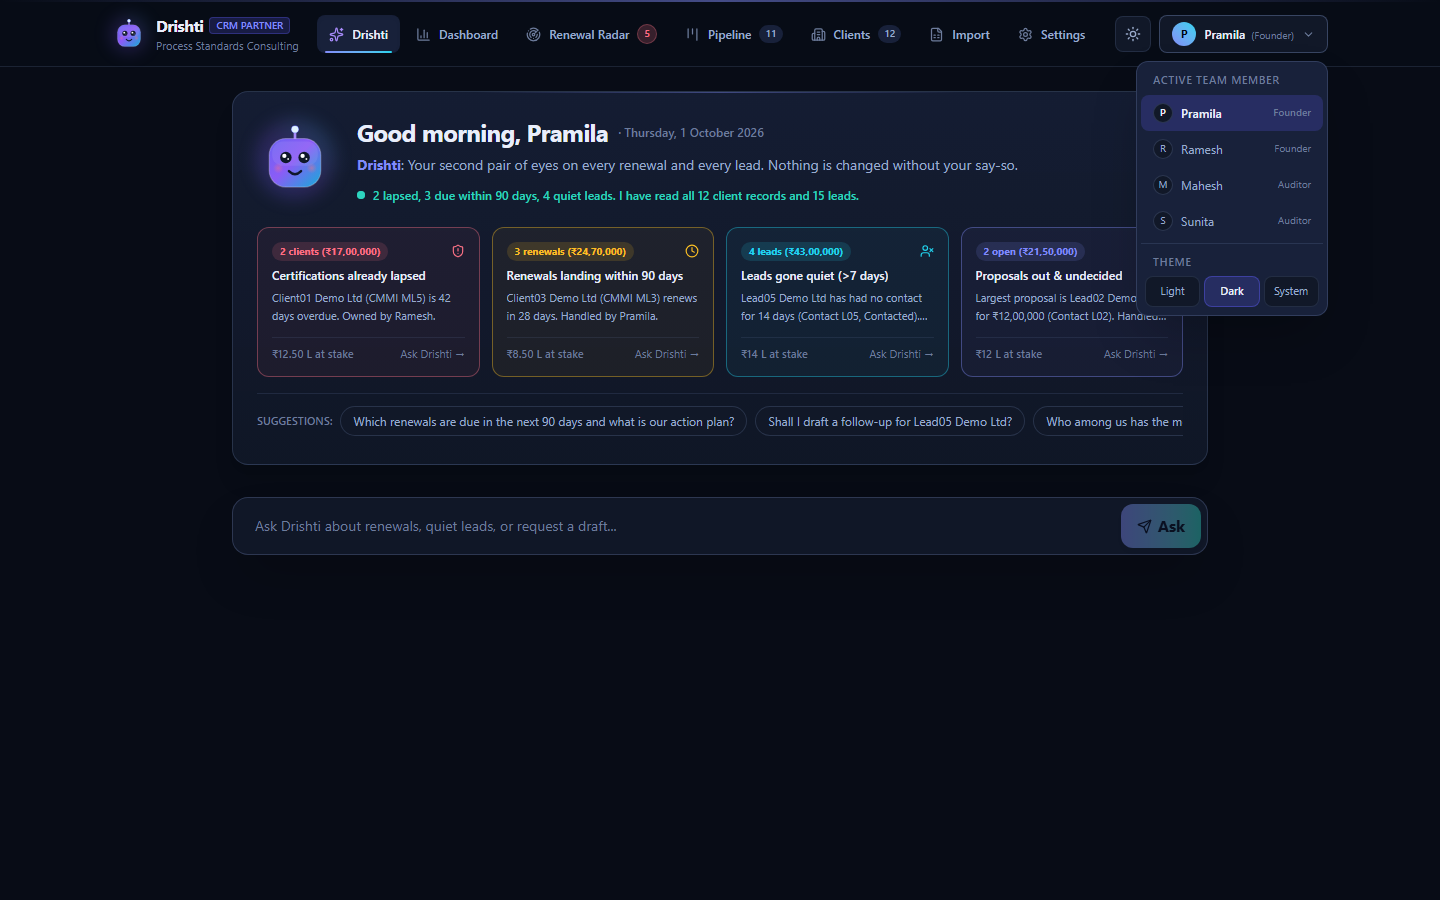 Drishti CRM PARTNER
Process Standards Consulting
Drishti
Dashboard
Renewal Radar 5
Pipeline 11
Clients 12
Import
Settings
P Pramila (Founder)
ACTIVE TEAM MEMBER
P Pramila Founder
R Ramesh Founder
M Mahesh Auditor
S Sunita Auditor
THEME
Light Dark System
Good morning, Pramila · Thursday, 1 October 2026
Drishti: Your second pair of eyes on every renewal and every lead. Nothing is changed without your say-so.
2 lapsed, 3 due within 90 days, 4 quiet leads. I have read all 12 client records and 15 leads.
2 clients (₹17,00,000)
Certifications already lapsed
Client01 Demo Ltd (CMMI ML5) is 42
days overdue. Owned by Ramesh.
₹12.50 L at stake Ask Drishti →
3 renewals (₹24,70,000)
Renewals landing within 90 days
Client03 Demo Ltd (CMMI ML3) renews
in 28 days. Handled by Pramila.
₹8.50 L at stake Ask Drishti →
4 leads (₹43,00,000)
Leads gone quiet (>7 days)
Lead05 Demo Ltd has had no contact
for 14 days (Contact L05, Contacted)....
₹14 L at stake Ask Drishti →
2 open (₹21,50,000)
Proposals out & undecided
Largest proposal is Lead02 Demo
for ₹12,00,000 (Contact L02). Handled...
₹12 L at stake Ask Drishti →
SUGGESTIONS: Which renewals are due in the next 90 days and what is our action plan? Shall I draft a follow-up for Lead05 Demo Ltd? Who among us has the m
Ask Drishti about renewals, quiet leads, or request a draft... Ask